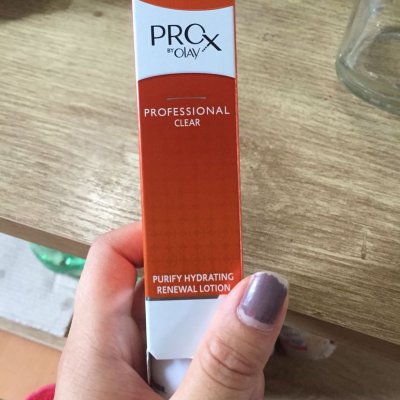 PROX
BY OLAY
PROFESSIONAL
CLEAR
PURIFY HYDRATING
RENEWAL LOTION